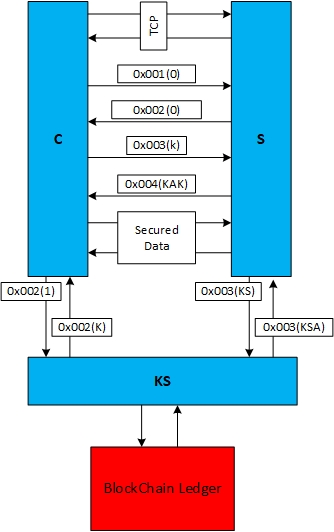 TCP
0x001(0)
0x002(0)
C
S
0x003(k)
0x004(KAK)
Secured
Data
0x002(1)
0x003(KS)
0x002(K)
0x003(KSA)
KS
BlockChain Ledger